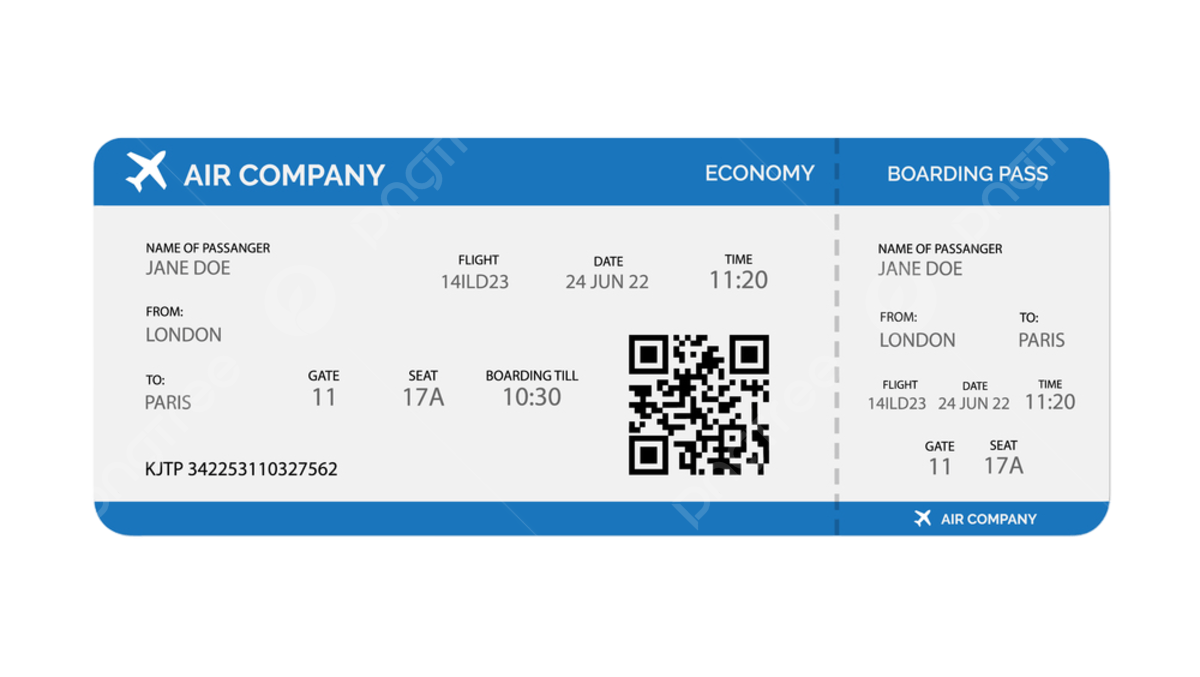 AIR COMPANY
ECONOMY
NAME OF PASSANGER
JANE DOE
FLIGHT
14ILD23
DATE
24 JUN 22
TIME
11:20
FROM:
LONDON
TO:
PARIS
GATE
11
SEAT
17A
BOARDING TILL
10:30
KJTP 342253110327562
BOARDING PASS
NAME OF PASSANGER
JANE DOE
FROM:
LONDON
TO:
PARIS
FLIGHT
14ILD23
DATE
24 JUN 22
TIME
11:20
GATE
11
SEAT
17A
AIR COMPANY
pngtree